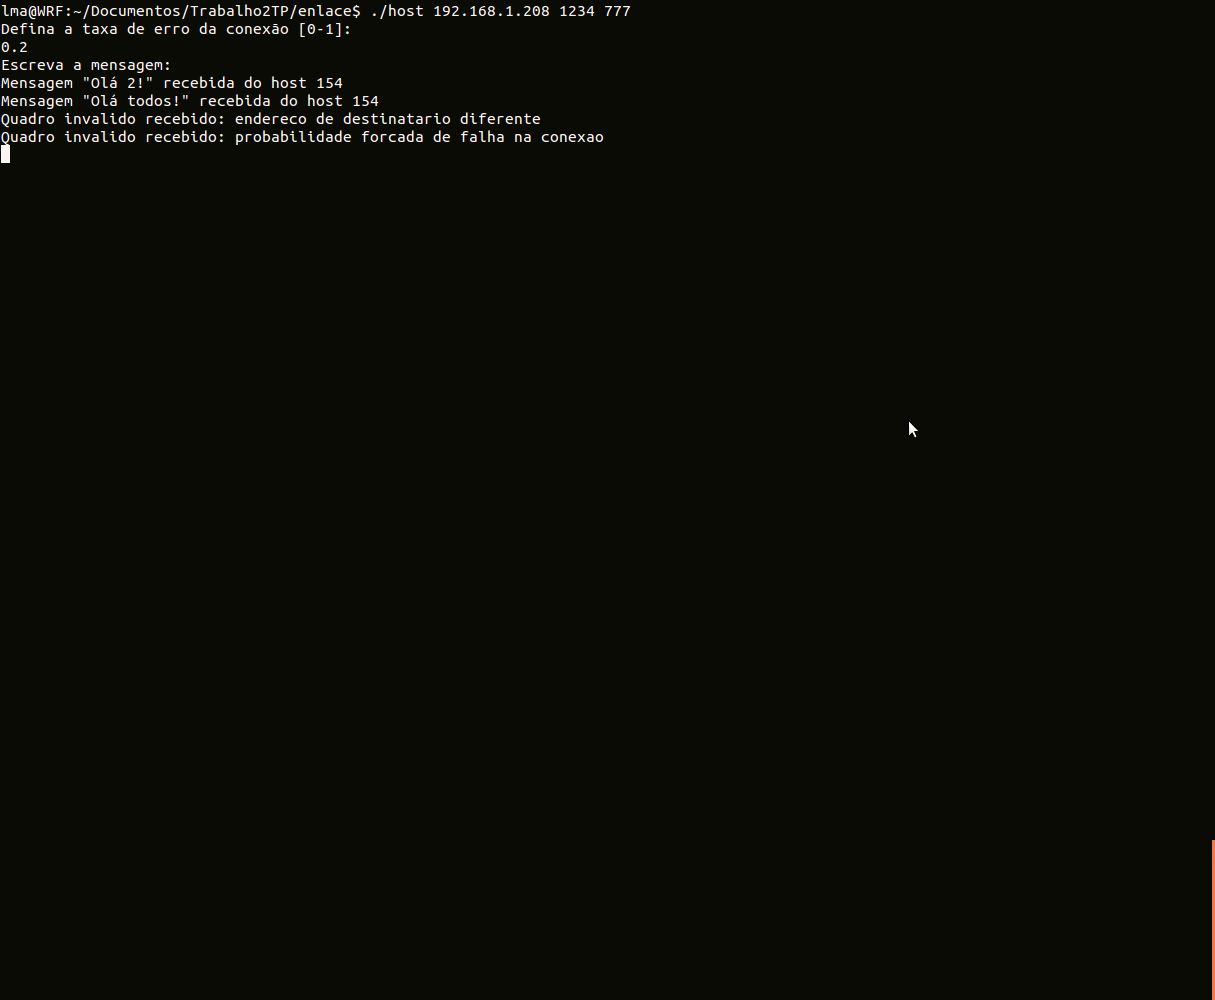 lma@WRF:~/Documentos/Trabalho2TP/enlace$ ./host 192.168.1.208 1234 777
Defina a taxa de erro da conexão [0-1]:
0.2
Escreva a mensagem:
Mensagem "Olá 2!" recebida do host 154
Mensagem "Olá todos!" recebida do host 154
Quadro invalido recebido: endereco de destinatario diferente
Quadro invalido recebido: probabilidade forcada de falha na conexao